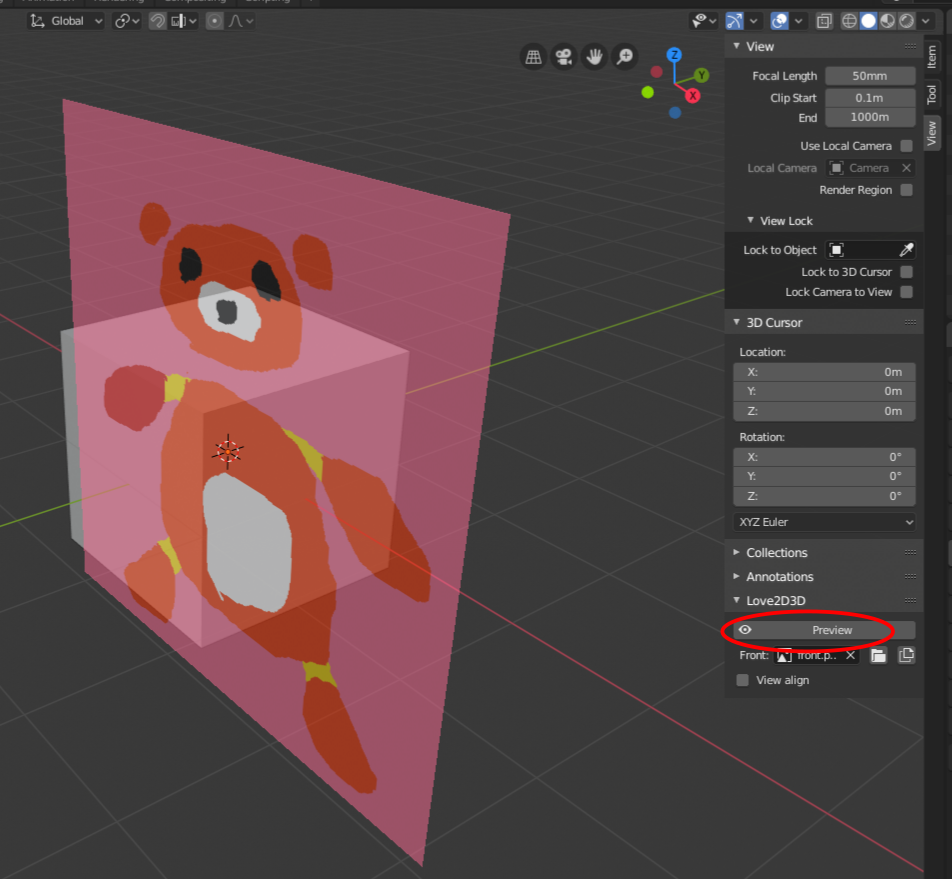 Global
Z
Y
X
View
Focal Length 50mm
Clip Start 0.1m
End 1000m
Use Local Camera
Local Camera Camera
Render Region
View Lock
Lock to Object
Lock to 3D Cursor
Lock Camera to View
3D Cursor
Location:
X: 0m
Y: 0m
Z: 0m
Rotation:
X: 0°
Y: 0°
Z: 0°
XYZ Euler
Collections
Annotations
Love2D3D
Preview
Front: front.p..
View align
Item
Tool
View